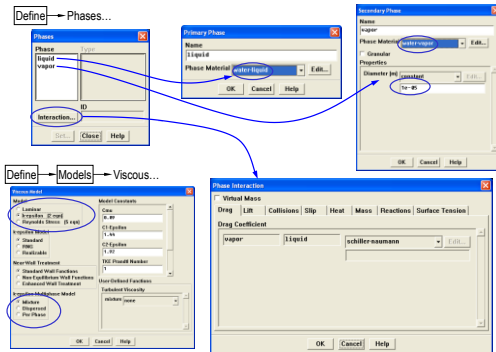 Define Phases...
Phases
Phase
Type
liquid
vapor
ID
Interaction...
Set... Close Help
Primary Phase
Name
liquid
Phase Material water-liquid Edit...
OK Cancel Help
Secondary Phase
Name
vapor
Phase Material water-vapor Edit...
Granular
Properties
Diameter (m) constant Edit...
1e-05
OK Cancel Help
Define Models Viscous...
Viscous Model
Model
Laminar
k-epsilon (2 eqn)
Reynolds Stress (5 eqn)
k-epsilon Model
Standard
RNG
Realizable
Near-Wall Treatment
Standard Wall Functions
Non-Equilibrium Wall Functions
Enhanced Wall Treatment
k-epsilon Multiphase Model
Mixture
Dispersed
Per Phase
Model Constants
Cmu
0.09
C1-Epsilon
1.44
C2-Epsilon
1.92
TKE Prandtl Number
1
User-Defined Functions
Turbulent Viscosity
mixture none
OK Cancel Help
Phase Interaction
Virtual Mass
Drag Lift Collisions Slip Heat Mass Reactions Surface Tension
Drag Coefficient
vapor liquid schiller-naumann Edit...
OK Cancel Help